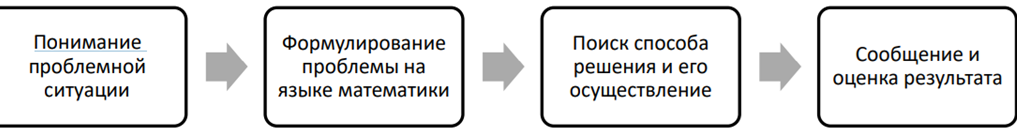 Понимание
проблемной
ситуации
Формулирование
проблемы на
языке математики
Поиск способа
решения и его
осуществление
Сообщение и
оценка результата